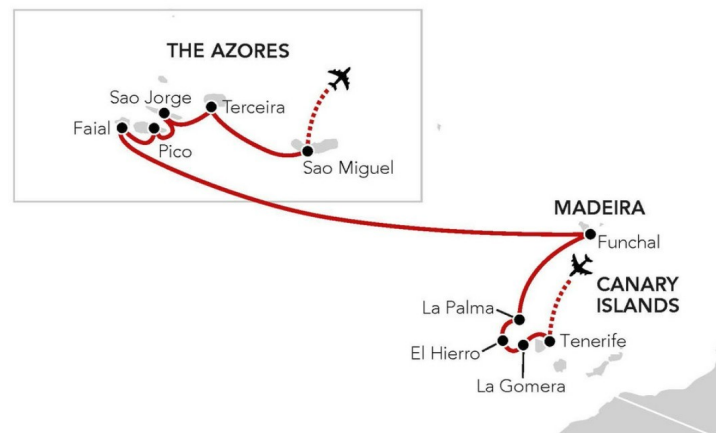 THE AZORES
Sao Jorge
Terceira
Faial
Pico
Sao Miguel
MADEIRA
Funchal
CANARY
ISLANDS
La Palma
Tenerife
El Hierro
La Gomera